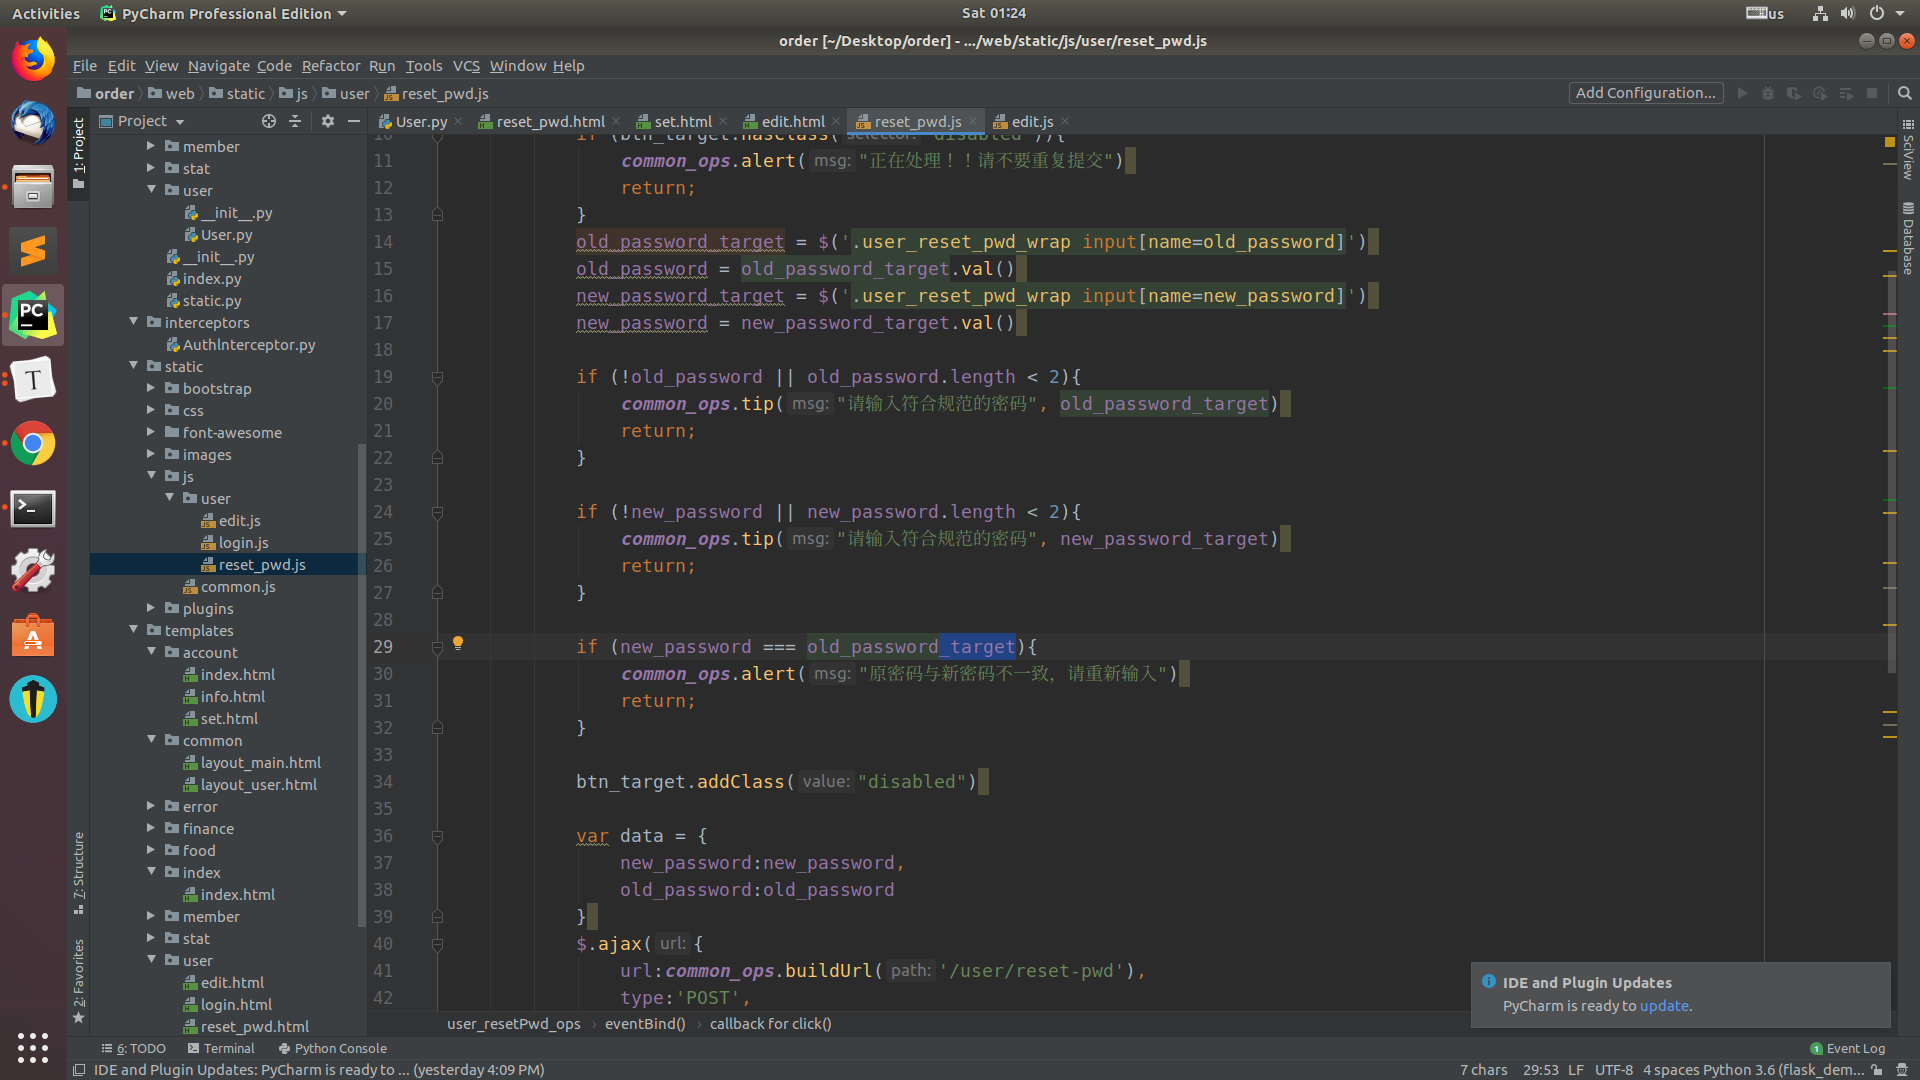 Activities PyCharm Professional Edition Sat 01:24 us
order [~/Desktop/order] - .../web/static/js/user/reset_pwd.js
File Edit View Navigate Code Refactor Run Tools VCS Window Help
order web static js user reset_pwd.js Add Configuration...
Project User.py reset_pwd.html set.html edit.html reset_pwd.js edit.js
1: Project
7: Structure
2: Favorites
member
stat
user
__init__.py
User.py
__init__.py
index.py
static.py
interceptors
AuthInterceptor.py
static
bootstrap
css
font-awesome
images
js
user
edit.js
login.js
reset_pwd.js
common.js
plugins
templates
account
index.html
info.html
set.html
common
layout_main.html
layout_user.html
error
finance
food
index
index.html
member
stat
user
edit.html
login.html
reset_pwd.html
10 if (btn_target.hasClass( selector: "disabled")){
11 common_ops.alert( msg: "正在处理！！请不要重复提交")
12 return;
13 }
14 old_password_target = $('.user_reset_pwd_wrap input[name=old_password]')
15 old_password = old_password_target.val()
16 new_password_target = $('.user_reset_pwd_wrap input[name=new_password]')
17 new_password = new_password_target.val()
18
19 if (!old_password || old_password.length < 2){
20 common_ops.tip( msg: "请输入符合规范的密码", old_password_target)
21 return;
22 }
23
24 if (!new_password || new_password.length < 2){
25 common_ops.tip( msg: "请输入符合规范的密码", new_password_target)
26 return;
27 }
28
29 if (new_password === old_password_target){
30 common_ops.alert( msg: "原密码与新密码不一致，请重新输入")
31 return;
32 }
33
34 btn_target.addClass( value: "disabled")
35
36 var data = {
37 new_password:new_password,
38 old_password:old_password
39 }
40 $.ajax( url: {
41 url:common_ops.buildUrl( path: '/user/reset-pwd'),
42 type:'POST',
user_resetPwd_ops › eventBind() › callback for click()
SciView
Database
IDE and Plugin Updates
PyCharm is ready to update.
6: TODO Terminal Python Console 1 Event Log
IDE and Plugin Updates: PyCharm is ready to ... (yesterday 4:09 PM) 7 chars 29:53 LF UTF-8 4 spaces Python 3.6 (flask_dem...